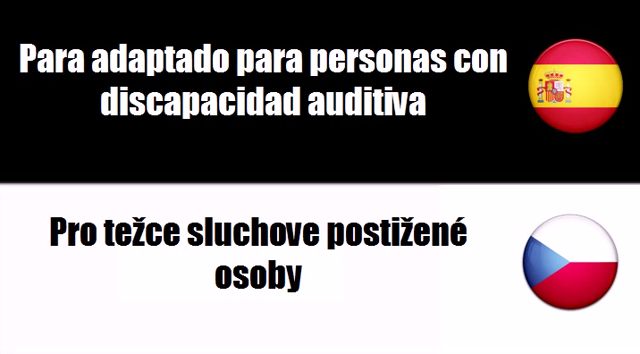 Para adaptado para personas con
discapacidad auditiva
Pro težce sluchove postižené
osoby